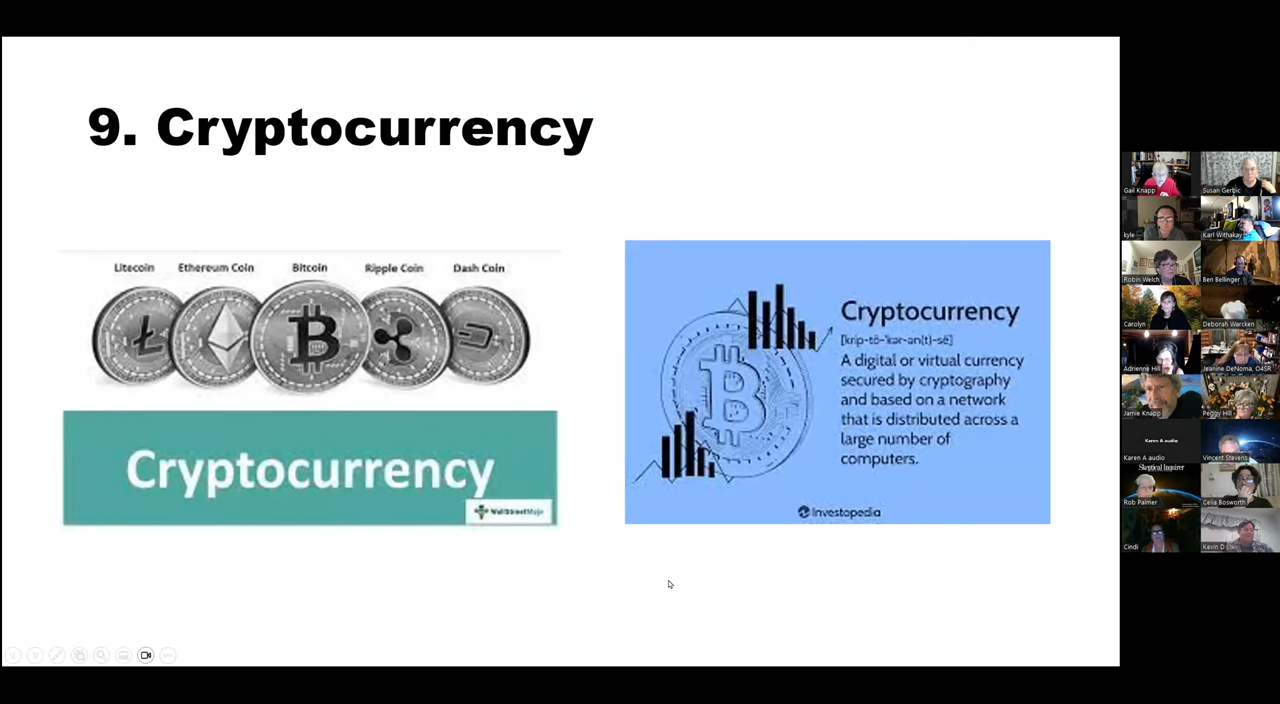 9. Cryptocurrency
Litecoin Ethereum Coin Bitcoin Ripple Coin Dash Coin
Cryptocurrency
WallStreetMojo
Cryptocurrency
[krip-tō-ˈkər-ən(t)-sē]
A digital or virtual currency
secured by cryptography
and based on a network
that is distributed across a
large number of
computers.
Investopedia
Gail Knapp Susan Gerbic
kyle Karl Withakay
Robin Welch Ben Bellinger
Carolyn Deborah Warcken
Adrienne Hill Jeanine DeNoma, O4SR
Jamie Knapp Peggy Hill
Karen A audio
Karen A audio Vincent Stevens
Skeptical Inquirer
Rob Palmer Celia Bosworth
Cindi Kevin D